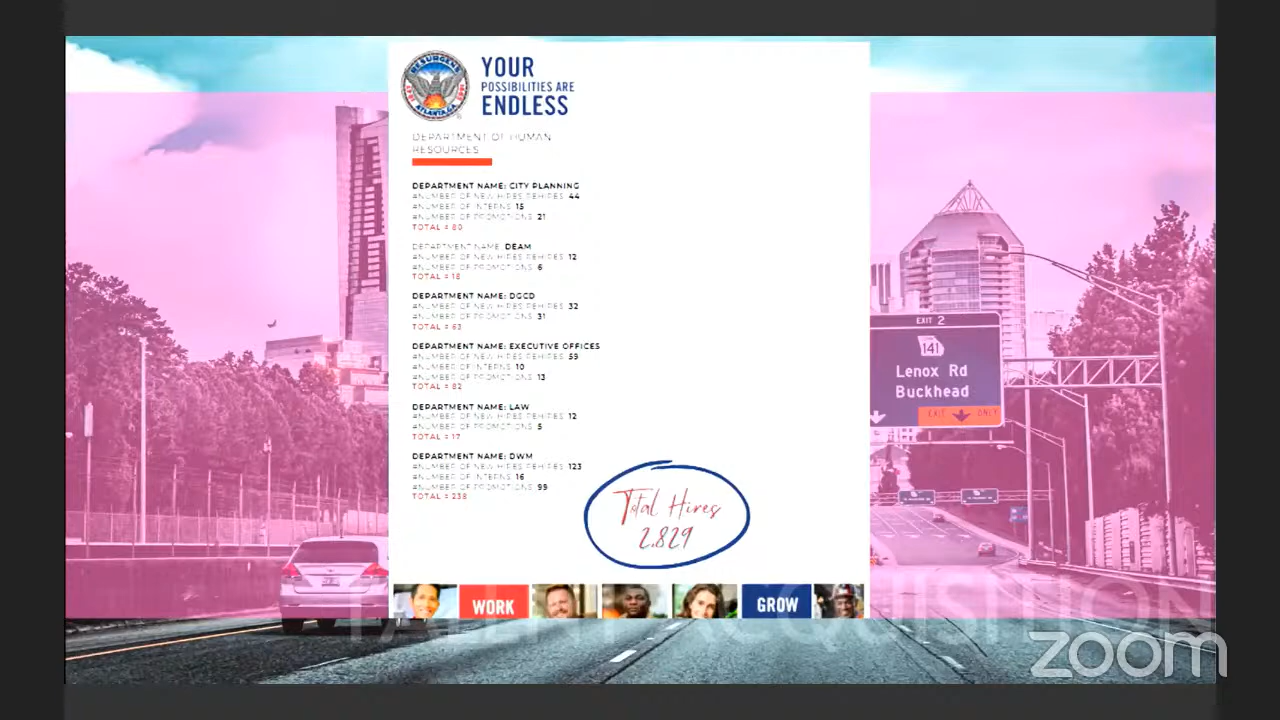 RESURGENS
ATLANTA, GA.
YOUR
POSSIBILITIES ARE
ENDLESS
DEPARTMENT OF HUMAN
RESOURCES
DEPARTMENT NAME: CITY PLANNING
#NUMBER OF NEW HIRES REHIRES 44
#NUMBER OF INTERNS 15
#NUMBER OF PROMOTIONS 21
TOTAL = 80
DEPARTMENT NAME: DEAM
#NUMBER OF NEW HIRES REHIRES 12
#NUMBER OF PROMOTIONS 6
TOTAL = 18
DEPARTMENT NAME: DGCD
#NUMBER OF NEW HIRES REHIRES 32
#NUMBER OF PROMOTIONS 31
TOTAL = 63
DEPARTMENT NAME: EXECUTIVE OFFICES
#NUMBER OF NEW HIRES REHIRES 59
#NUMBER OF INTERNS 10
#NUMBER OF PROMOTIONS 13
TOTAL = 82
DEPARTMENT NAME: LAW
#NUMBER OF NEW HIRES REHIRES 12
#NUMBER OF PROMOTIONS 5
TOTAL = 17
DEPARTMENT NAME: DWM
#NUMBER OF NEW HIRES REHIRES 123
#NUMBER OF INTERNS 16
#NUMBER OF PROMOTIONS 99
TOTAL = 238
Total Hires
2,829
WORK
GROW
EXIT 2
141
Lenox Rd
Buckhead
EXIT ONLY
TALENT ACQUISITION
zoom